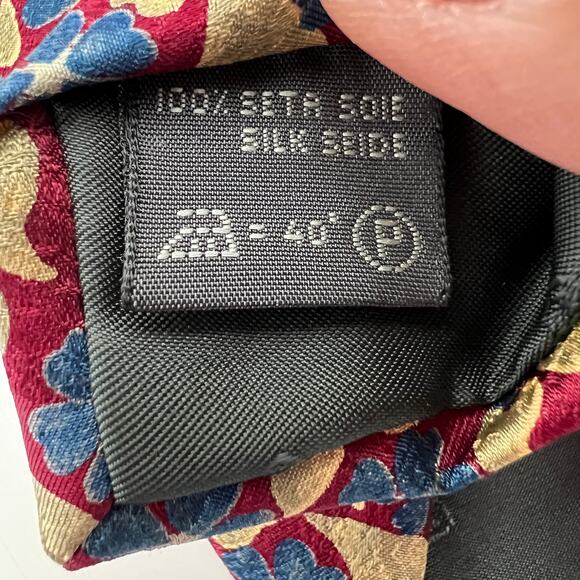 100% SETA SOIE
SILK SEIDE
= 40° P